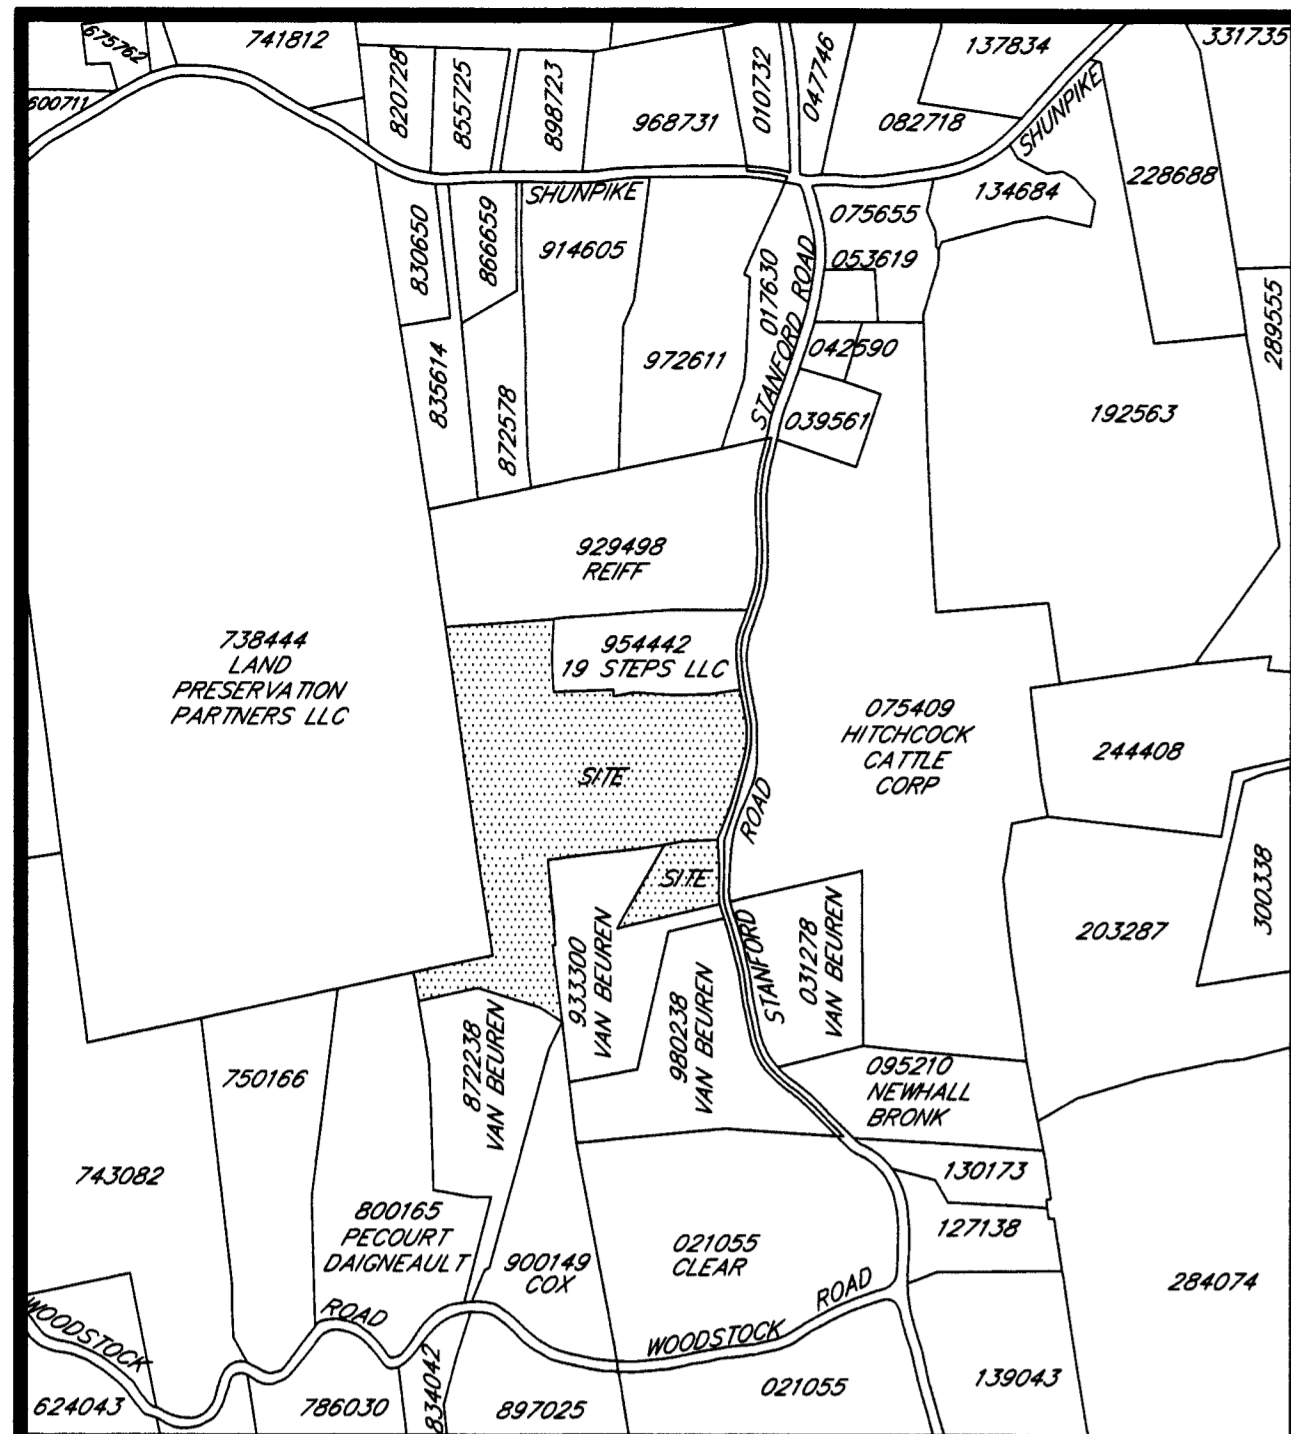 675762
741812
820728
855725
898723
968731
010732
047746
137834
331735
600711
082718
SHUNPIKE
SHUNPIKE
134684
228688
830650
866659
914605
075655
053619
017630
STANFORD ROAD
972611
042590
289555
835614
872578
039561
192563
929498
REIFF
738444
LAND
PRESERVATION
PARTNERS LLC
954442
19 STEPS LLC
075409
HITCHCOCK
CATTLE
CORP
244408
SITE
ROAD
SITE
300338
933300
VAN BEUREN
STANFORD
031278
VAN BEUREN
203287
980238
VAN BEUREN
872238
VAN BEUREN
750166
095210
NEWHALL
BRONK
743082
130173
800165
PECOURT
DAIGNEAULT
127138
900149
COX
021055
CLEAR
284074
WOODSTOCK
ROAD
WOODSTOCK
ROAD
624043
786030
834042
897025
021055
139043